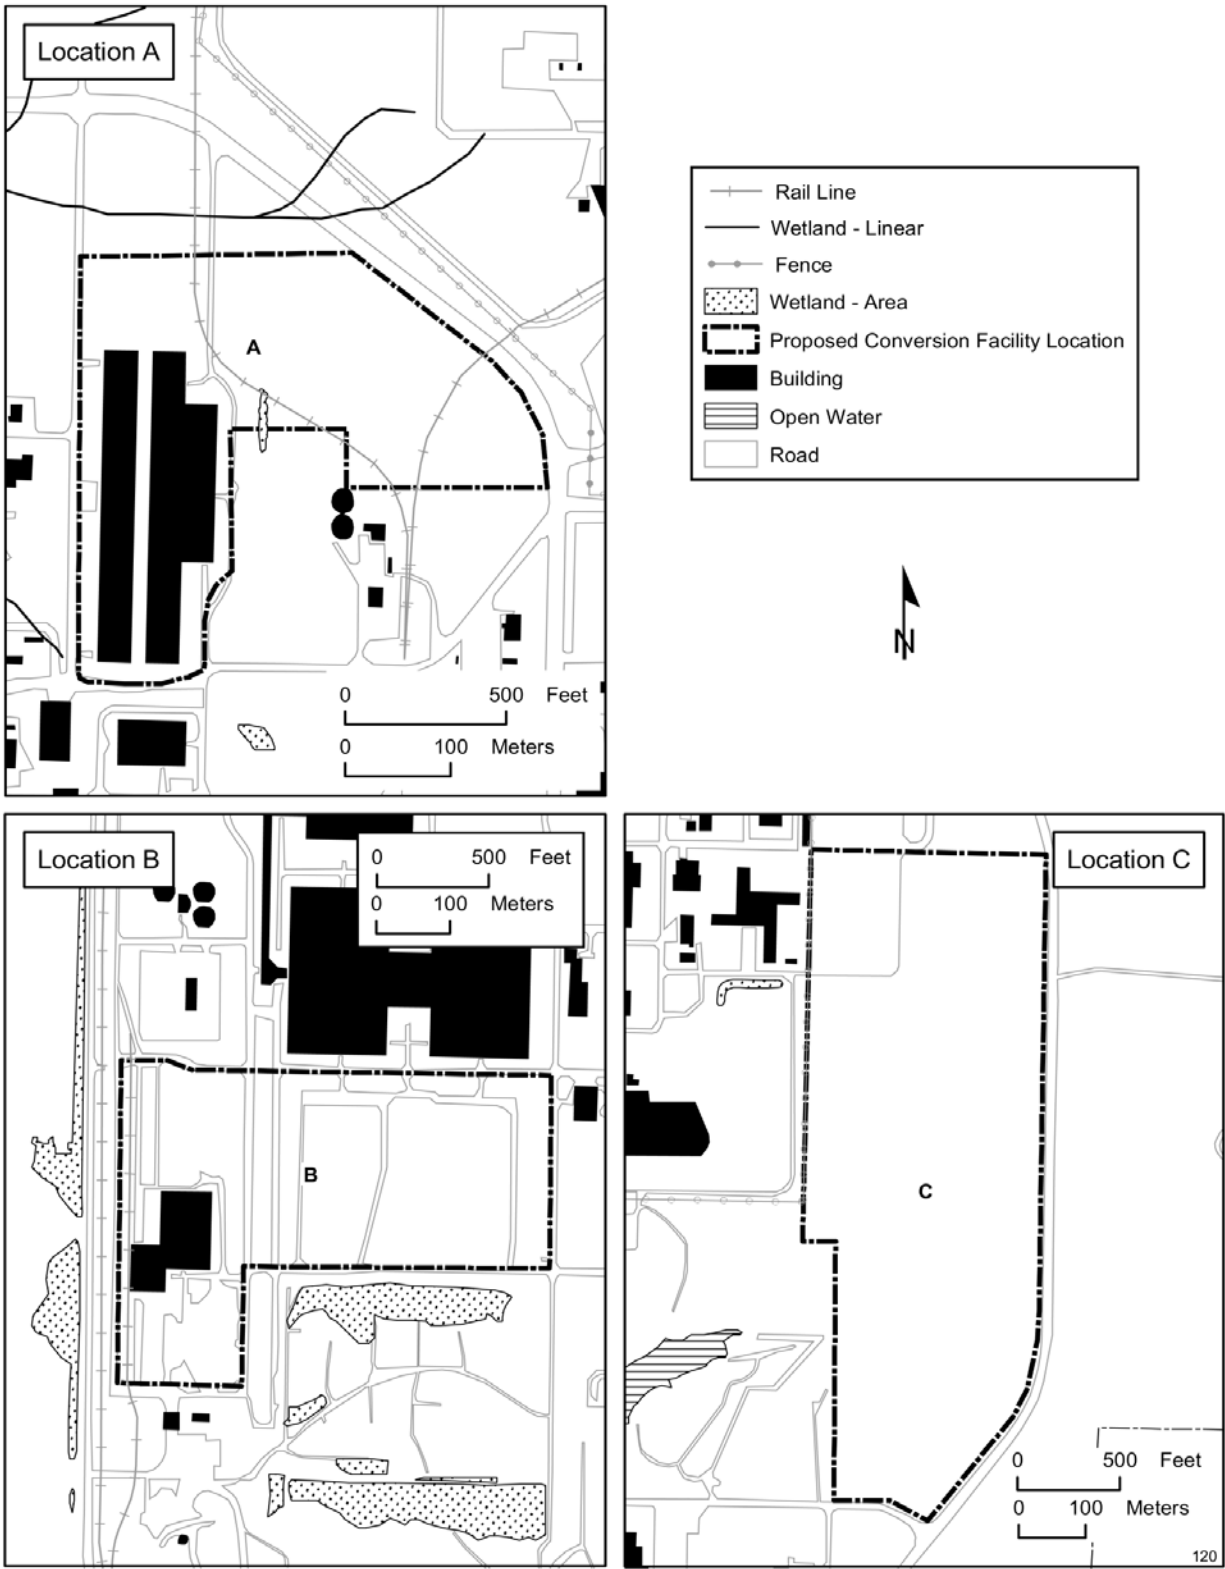 Location A
A
0 500 Feet
0 100 Meters
Rail Line
Wetland - Linear
Fence
Wetland - Area
Proposed Conversion Facility Location
Building
Open Water
Road
N
Location B
0 500 Feet
0 100 Meters
B
Location C
C
0 500 Feet
0 100 Meters
120